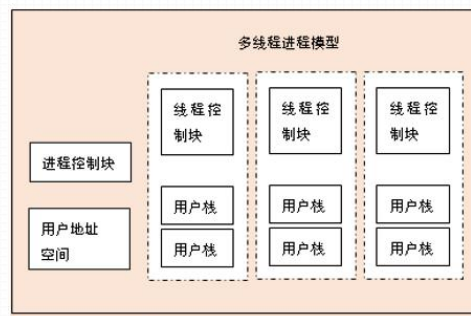 多线程进程模型
线程控
制块
线程控
制块
线程控
制块
进程控制块
用户地址
空间
用户栈
用户栈
用户栈
用户栈
用户栈
用户栈